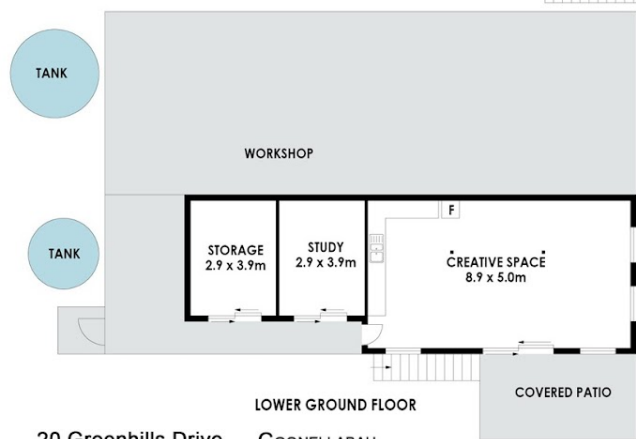 TANK
WORKSHOP
F
TANK
STORAGE
2.9 x 3.9m
STUDY
2.9 x 3.9m
CREATIVE SPACE
8.9 x 5.0m
LOWER GROUND FLOOR
COVERED PATIO
20 Greenhills Drive